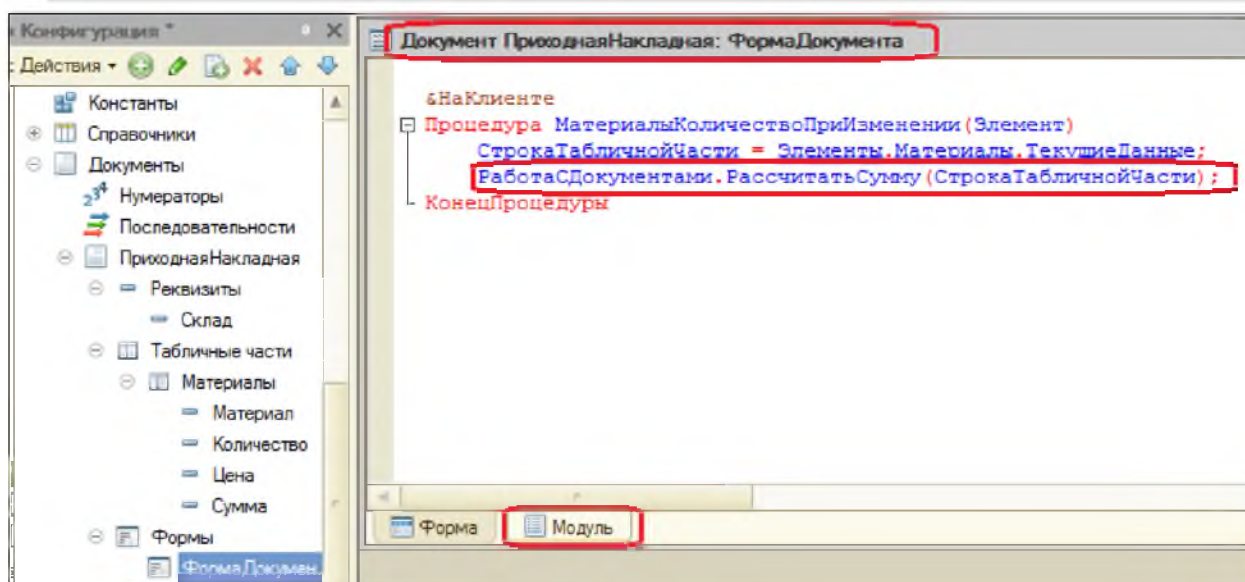 Конфигурация *
Действия
Константы
Справочники
Документы
Нумераторы
Последовательности
ПриходнаяНакладная
Реквизиты
Склад
Табличные части
Материалы
Материал
Количество
Цена
Сумма
Формы
ФормаДокумен
Документ ПриходнаяНакладная: ФормаДокумента
&НаКлиенте
Процедура МатериалыКоличествоПриИзменении(Элемент)
СтрокаТабличнойЧасти = Элементы.Материалы.ТекущиеДанные;
РаботаСДокументами.РассчитатьСумму(СтрокаТабличнойЧасти);
КонецПроцедуры
Форма
Модуль